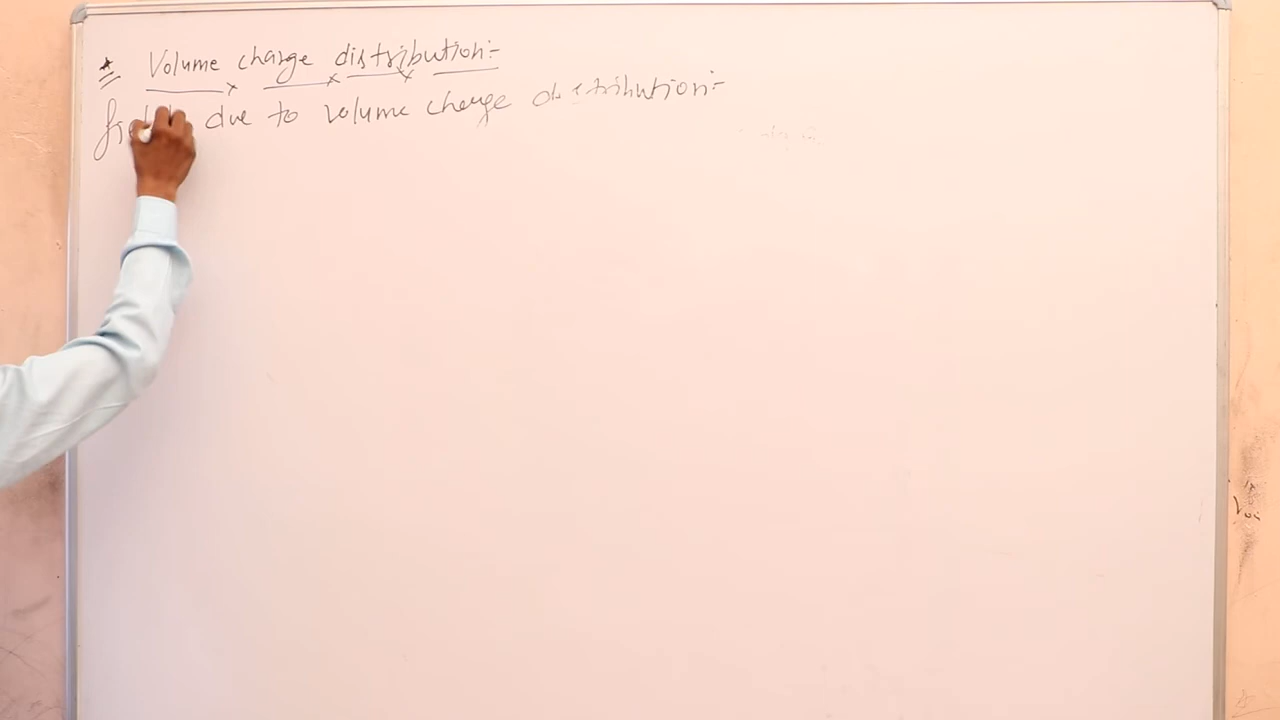 * Volume charge distribution:-
due to volume charge distribution:-